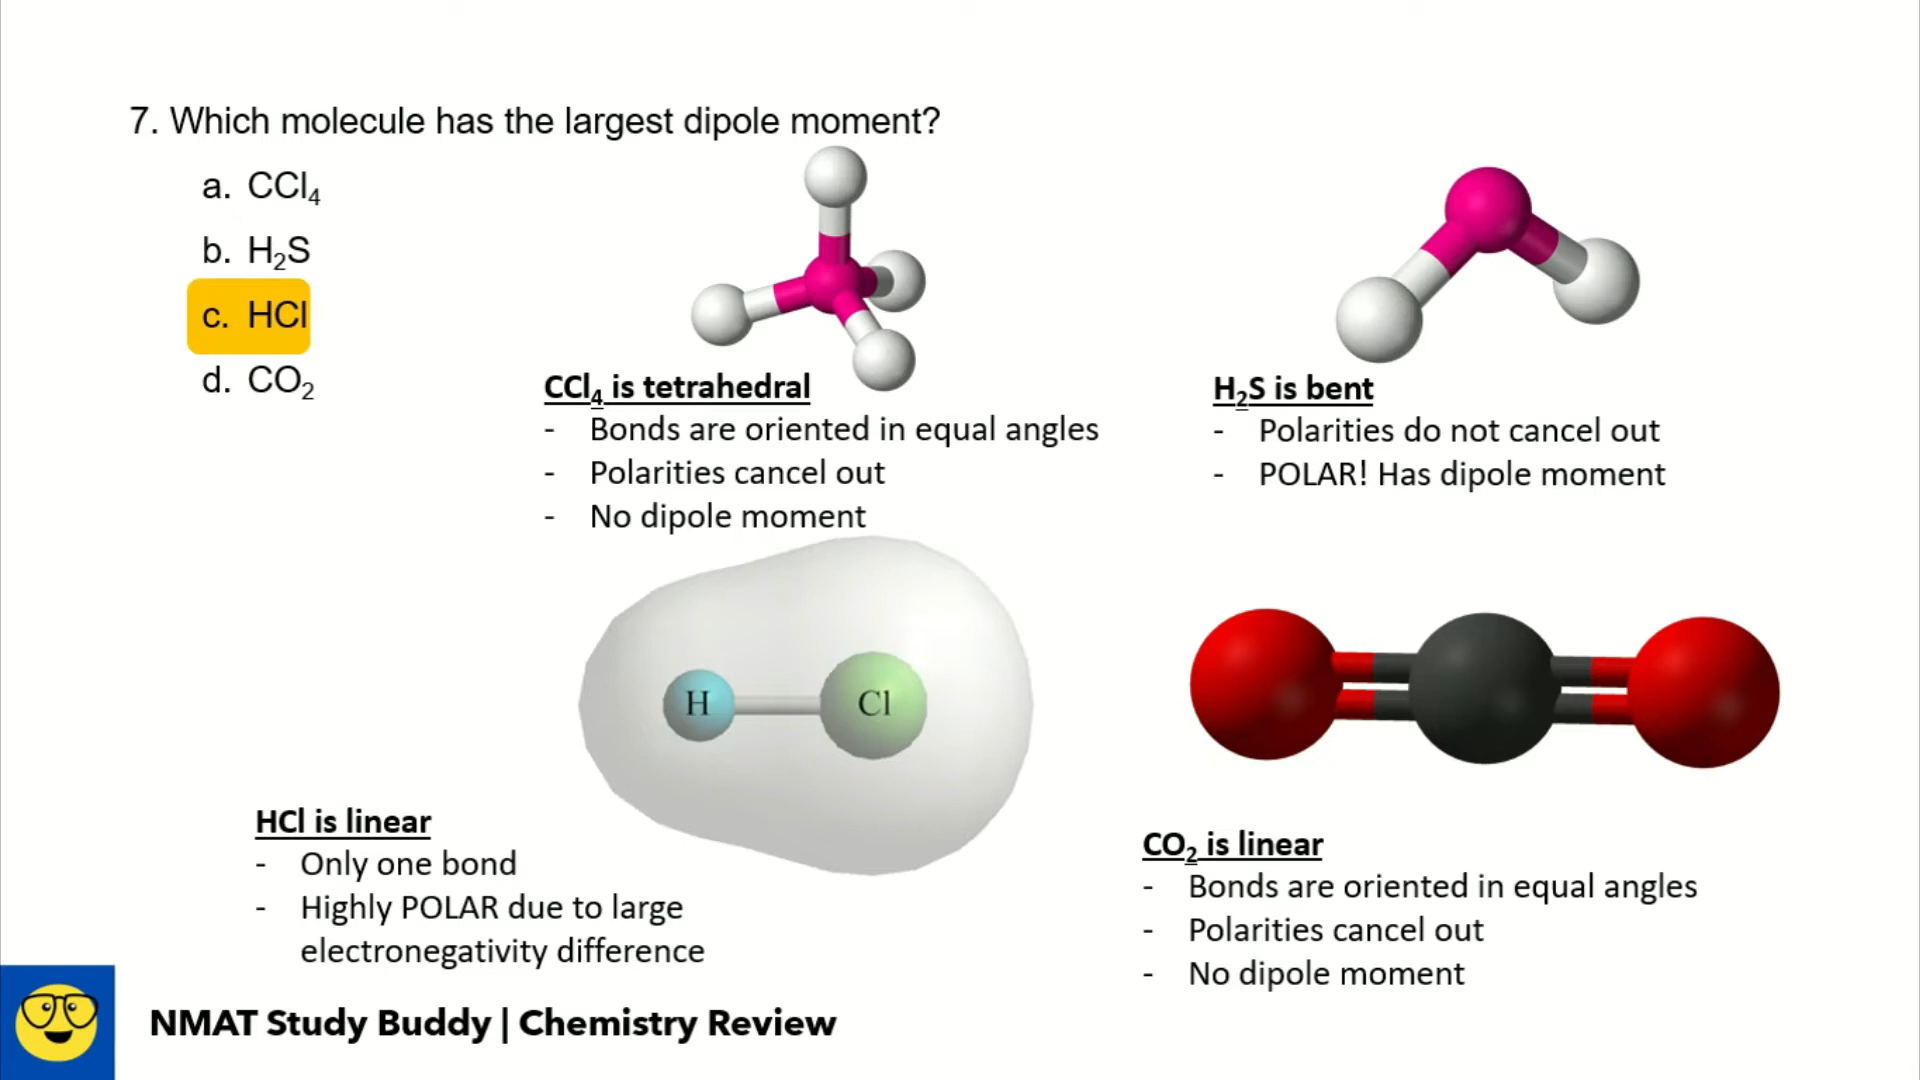 7. Which molecule has the largest dipole moment?
a. CCl₄
b. H₂S
c. HCl
d. CO₂
CCl₄ is tetrahedral
- Bonds are oriented in equal angles
- Polarities cancel out
- No dipole moment
H₂S is bent
- Polarities do not cancel out
- POLAR! Has dipole moment
H Cl
HCl is linear
- Only one bond
- Highly POLAR due to large
electronegativity difference
CO₂ is linear
- Bonds are oriented in equal angles
- Polarities cancel out
- No dipole moment
NMAT Study Buddy | Chemistry Review